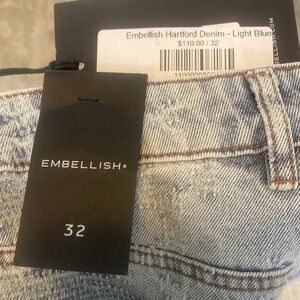 Embellish Hartford Denim - Light Blue
$110.00 / 32
EMBELLISH®
32